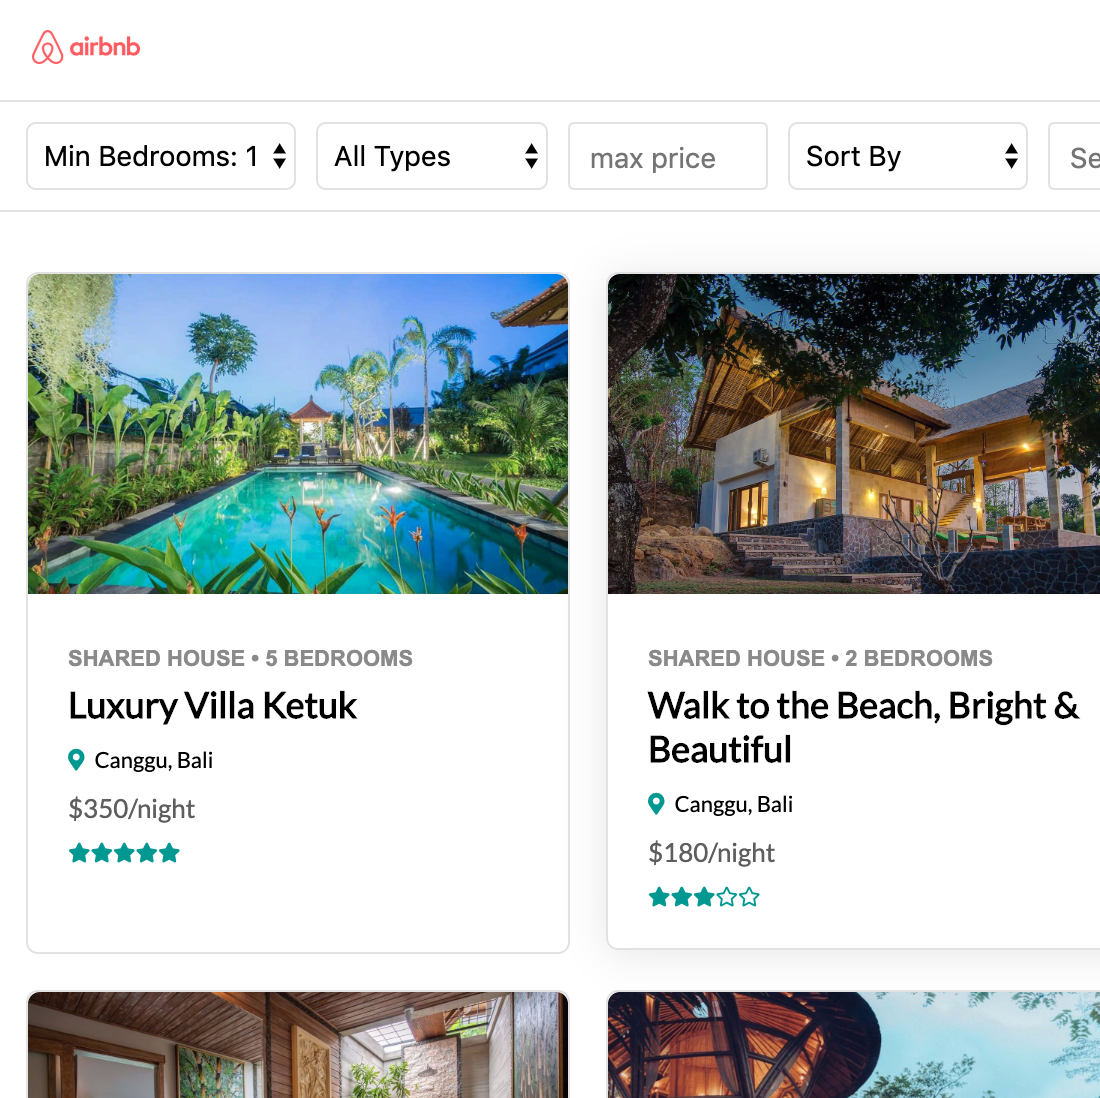 airbnb
Min Bedrooms: 1
All Types
max price
Sort By
Se
SHARED HOUSE • 5 BEDROOMS
Luxury Villa Ketuk
Canggu, Bali
$350/night
SHARED HOUSE • 2 BEDROOMS
Walk to the Beach, Bright &
Beautiful
Canggu, Bali
$180/night